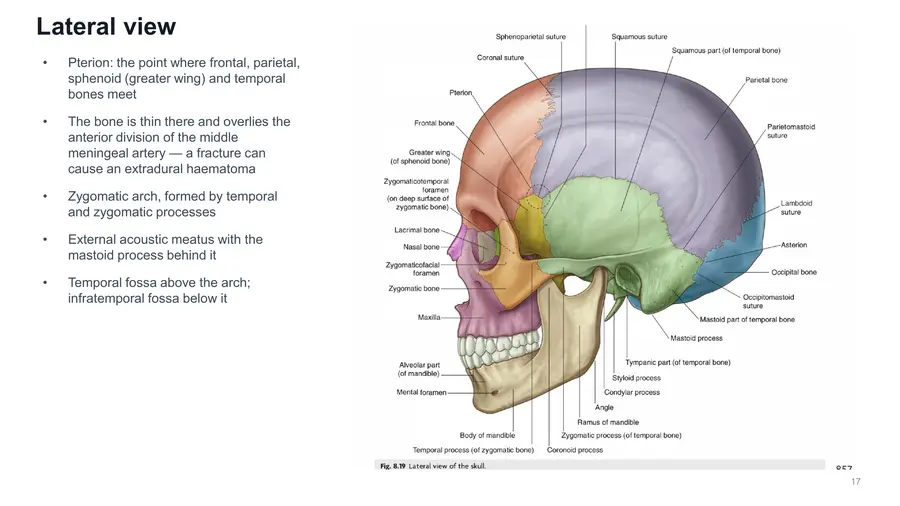 Lateral view
• Pterion: the point where frontal, parietal,
sphenoid (greater wing) and temporal
bones meet
• The bone is thin there and overlies the
anterior division of the middle
meningeal artery — a fracture can
cause an extradural haematoma
• Zygomatic arch, formed by temporal
and zygomatic processes
• External acoustic meatus with the
mastoid process behind it
• Temporal fossa above the arch;
infratemporal fossa below it
Sphenoparietal suture
Squamous suture
Squamous part (of temporal bone)
Coronal suture
Parietal bone
Pterion
Frontal bone
Parietomastoid
suture
Greater wing
(of sphenoid bone)
Zygomaticotemporal
foramen
(on deep surface of
zygomatic bone)
Lambdoid
suture
Lacrimal bone
Nasal bone
Asterion
Zygomaticofacial
foramen
Occipital bone
Zygomatic bone
Occipitomastoid
suture
Maxilla
Mastoid part of temporal bone
Mastoid process
Alveolar part
(of mandible)
Tympanic part (of temporal bone)
Styloid process
Mental foramen
Condylar process
Angle
Ramus of mandible
Body of mandible
Zygomatic process (of temporal bone)
Temporal process (of zygomatic bone)
Coronoid process
Fig. 8.19 Lateral view of the skull.
17